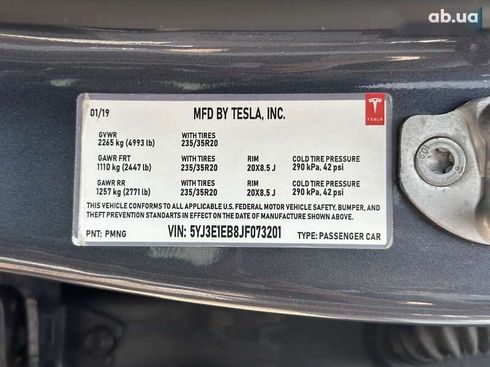 ab.ua
01/19 MFD BY TESLA, INC.
TESLA
GVWR WITH TIRES
2265 kg (4993 lb) 235/35R20
GAWR FRT WITH TIRES RIM COLD TIRE PRESSURE
1110 kg (2447 lb) 235/35R20 20X8.5 J 290 kPa, 42 psi
GAWR RR WITH TIRES RIM COLD TIRE PRESSURE
1257 kg (2771 lb) 235/35R20 20X8.5 J 290 kPa, 42 psi
THIS VEHICLE CONFORMS TO ALL APPLICABLE U.S. FEDERAL MOTOR VEHICLE SAFETY, BUMPER, AND
THEFT PREVENTION STANDARDS IN EFFECT ON THE DATE OF MANUFACTURE SHOWN ABOVE.
PNT: PMNG VIN: 5YJ3E1EB8JF073201 TYPE: PASSENGER CAR